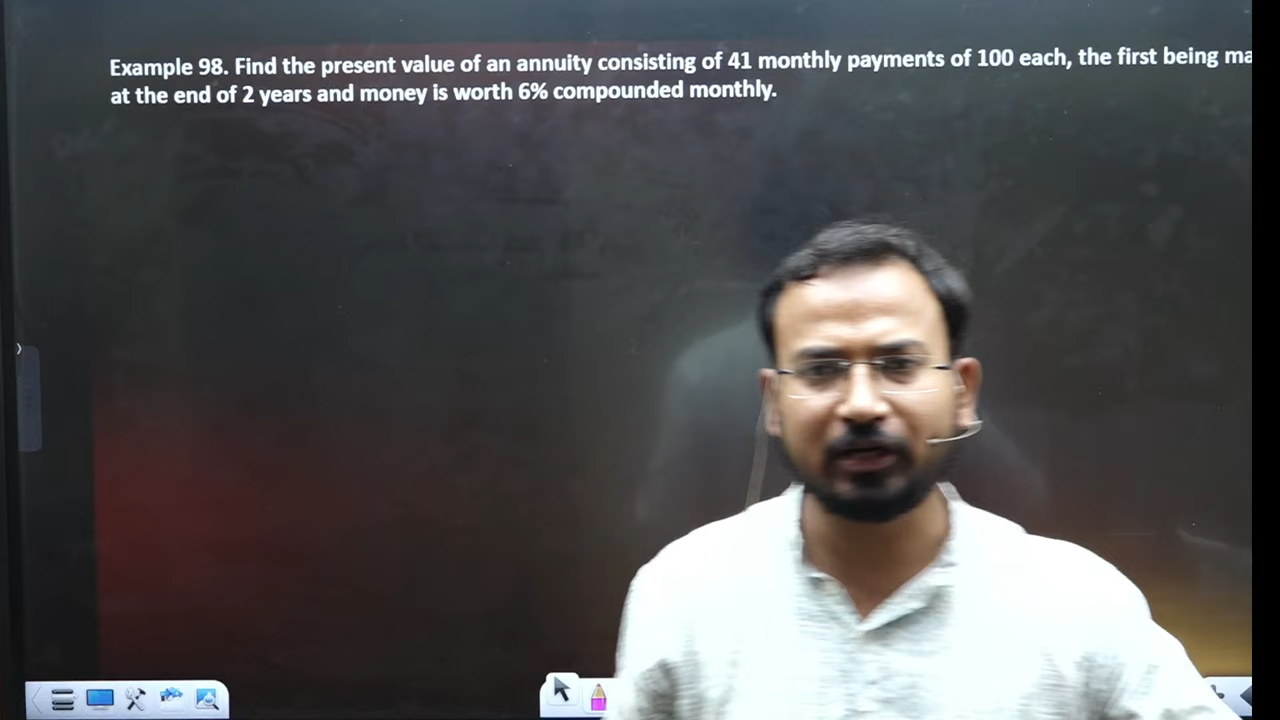 Example 98. Find the present value of an annuity consisting of 41 monthly payments of 100 each, the first being
at the end of 2 years and money is worth 6% compounded monthly.